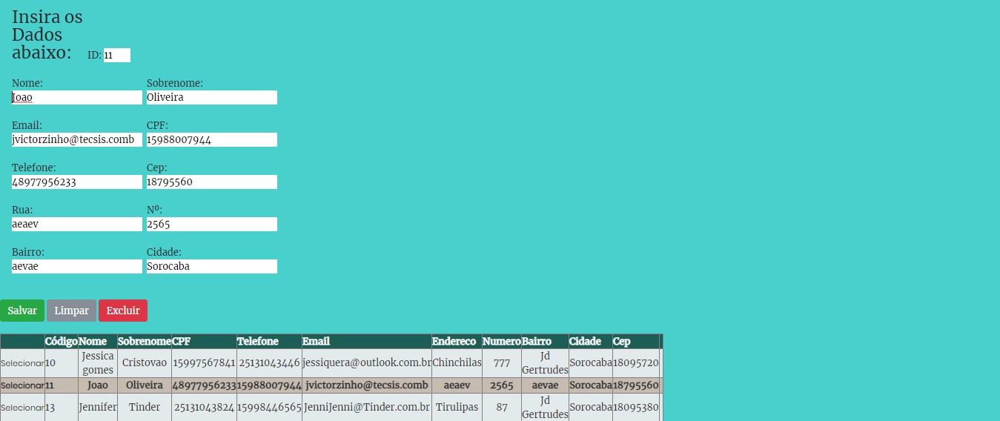 Insira os
Dados
abaixo: ID: 11
Nome: Sobrenome:
Joao Oliveira
Email: CPF:
jvictorzinho@tecsis.comb 15988007944
Telefone: Cep:
48977956233 18795560
Rua: Nº:
aeaev 2565
Bairro: Cidade:
aevae Sorocaba
Salvar Limpar Excluir
Código Nome Sobrenome CPF Telefone Email Endereco Numero Bairro Cidade Cep
Selecionar 10 Jessica gomes Cristovao 15997567841 25131043446 jessiquera@outlook.com.br Chinchilas 777 Jd Gertrudes Sorocaba 18095720
Selecionar 11 Joao Oliveira 48977956233 15988007944 jvictorzinho@tecsis.comb aeaev 2565 aevae Sorocaba 18795560
Selecionar 13 Jennifer Tinder 25131043824 15998446565 JenniJenni@Tinder.com.br Tirulipas 87 Jd Gertrudes Sorocaba 18095380